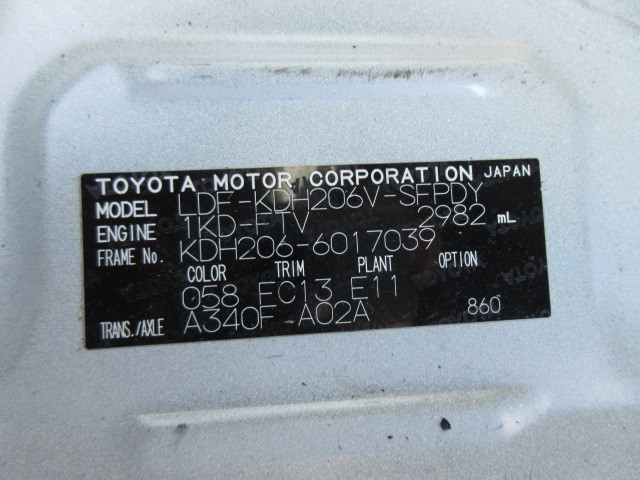 TOYOTA MOTOR CORPORATION JAPAN
MODEL LDF-KDH206V-SFPDY
ENGINE 1KD-FTV 2982 mL
FRAME No. KDH206-6017039
COLOR TRIM PLANT OPTION
058 FC13 E11
TRANS./AXLE A340F A02A 860